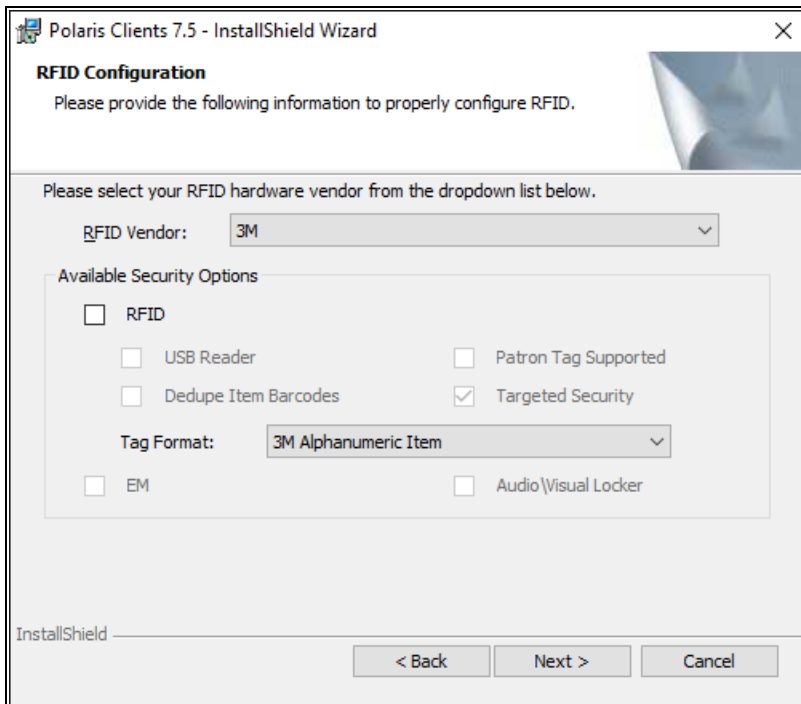 Polaris Clients 7.5 - InstallShield Wizard
RFID Configuration
Please provide the following information to properly configure RFID.
Please select your RFID hardware vendor from the dropdown list below.
RFID Vendor: 3M
Available Security Options
RFID
USB Reader Patron Tag Supported
Dedupe Item Barcodes Targeted Security
Tag Format: 3M Alphanumeric Item
EM Audio\Visual Locker
InstallShield
< Back Next > Cancel